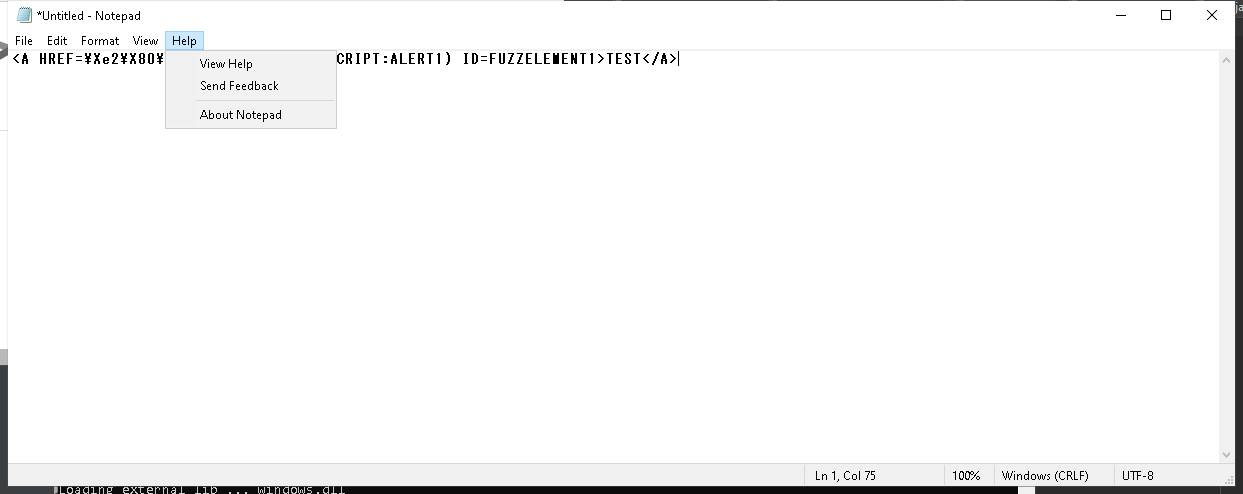 *Untitled - Notepad
File Edit Format View Help
<A HREF=¥Xe2¥X80¥ CRIPT:ALERT1) ID=FUZZELEMENT1>TEST</A>
View Help
Send Feedback
About Notepad
Ln 1, Col 75 100% Windows (CRLF) UTF-8
Loading external lib ... windows.dll